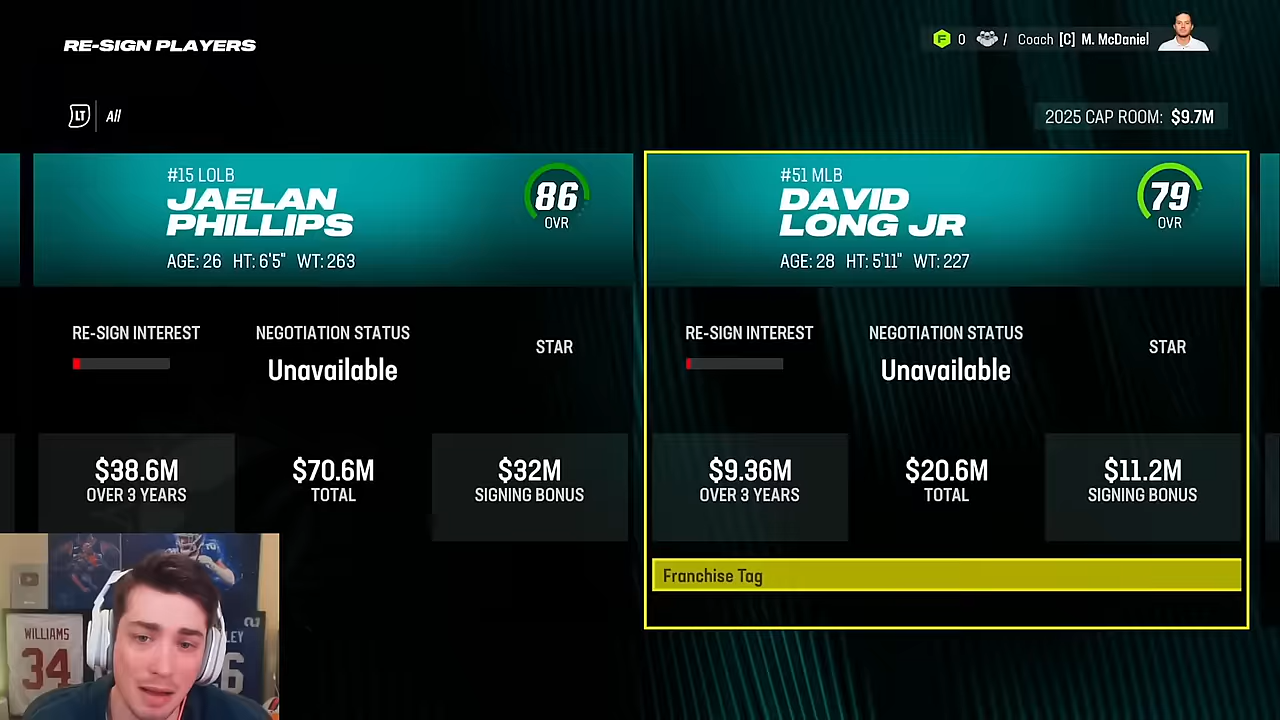 RE-SIGN PLAYERS
F 0 / Coach [C] M. McDaniel
LT All
2025 CAP ROOM: $9.7M
#15 LOLB
JAELAN
PHILLIPS
86
OVR
AGE: 26 HT: 6'5" WT: 263
RE-SIGN INTEREST
NEGOTIATION STATUS
Unavailable
STAR
$38.6M
OVER 3 YEARS
$70.6M
TOTAL
$32M
SIGNING BONUS
#51 MLB
DAVID
LONG JR
79
OVR
AGE: 28 HT: 5'11" WT: 227
RE-SIGN INTEREST
NEGOTIATION STATUS
Unavailable
STAR
$9.36M
OVER 3 YEARS
$20.6M
TOTAL
$11.2M
SIGNING BONUS
Franchise Tag
WILLIAMS
34
LEY
6